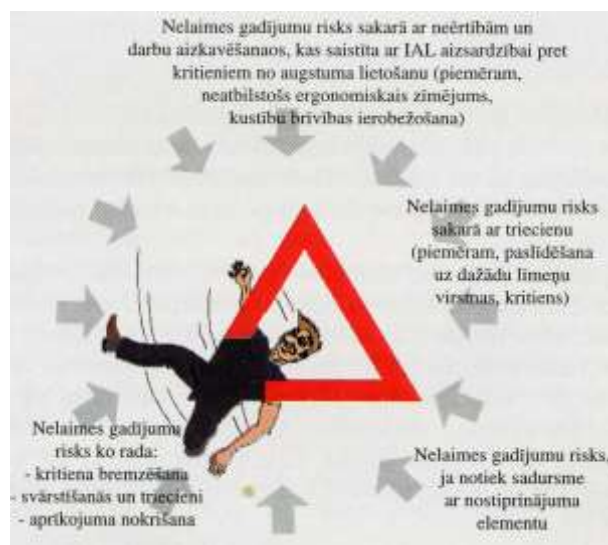 Nelaimes gadījumu risks sakarā ar neērtībām un
darbu aizkavēšanaos, kas saistīta ar IAL aizsardzībai pret
kritieniem no augstuma lietošanu (piemēram,
neatbilstošs ergonomiskais zīmējums,
kustību brīvības ierobežošana)
Nelaimes gadījumu risks
sakarā ar triecienu
(piemēram, paslīdēšana
uz dažādu līmeņu
virsmas, kritiens)
Nelaimes gadījumu
risks ko rada:
- kritiena bremzēšana
- svārstīšanās un triecieni
- aprīkojuma nokrišana
Nelaimes gadījumu risks,
ja notiek sadursme
ar nostiprinājuma
elementu